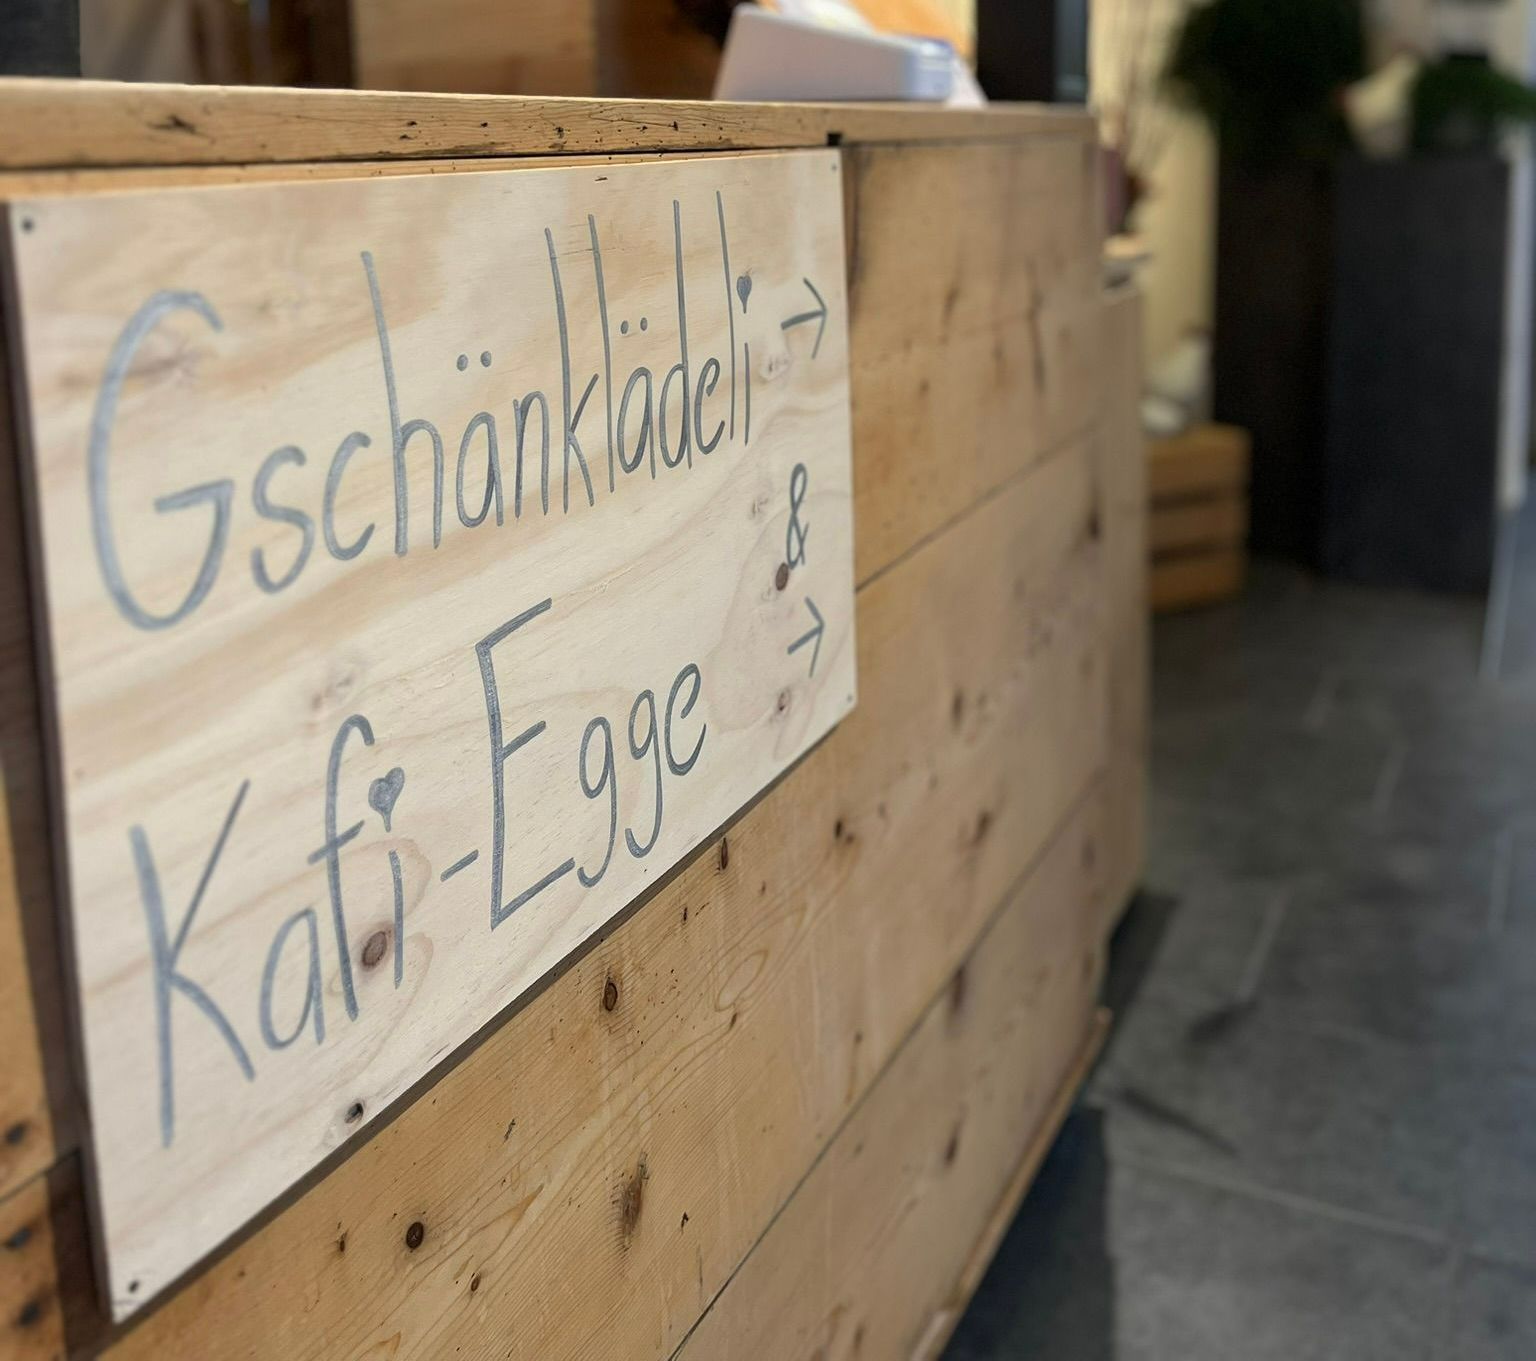 Gschänklädeli →
&
Kafi-Egge →